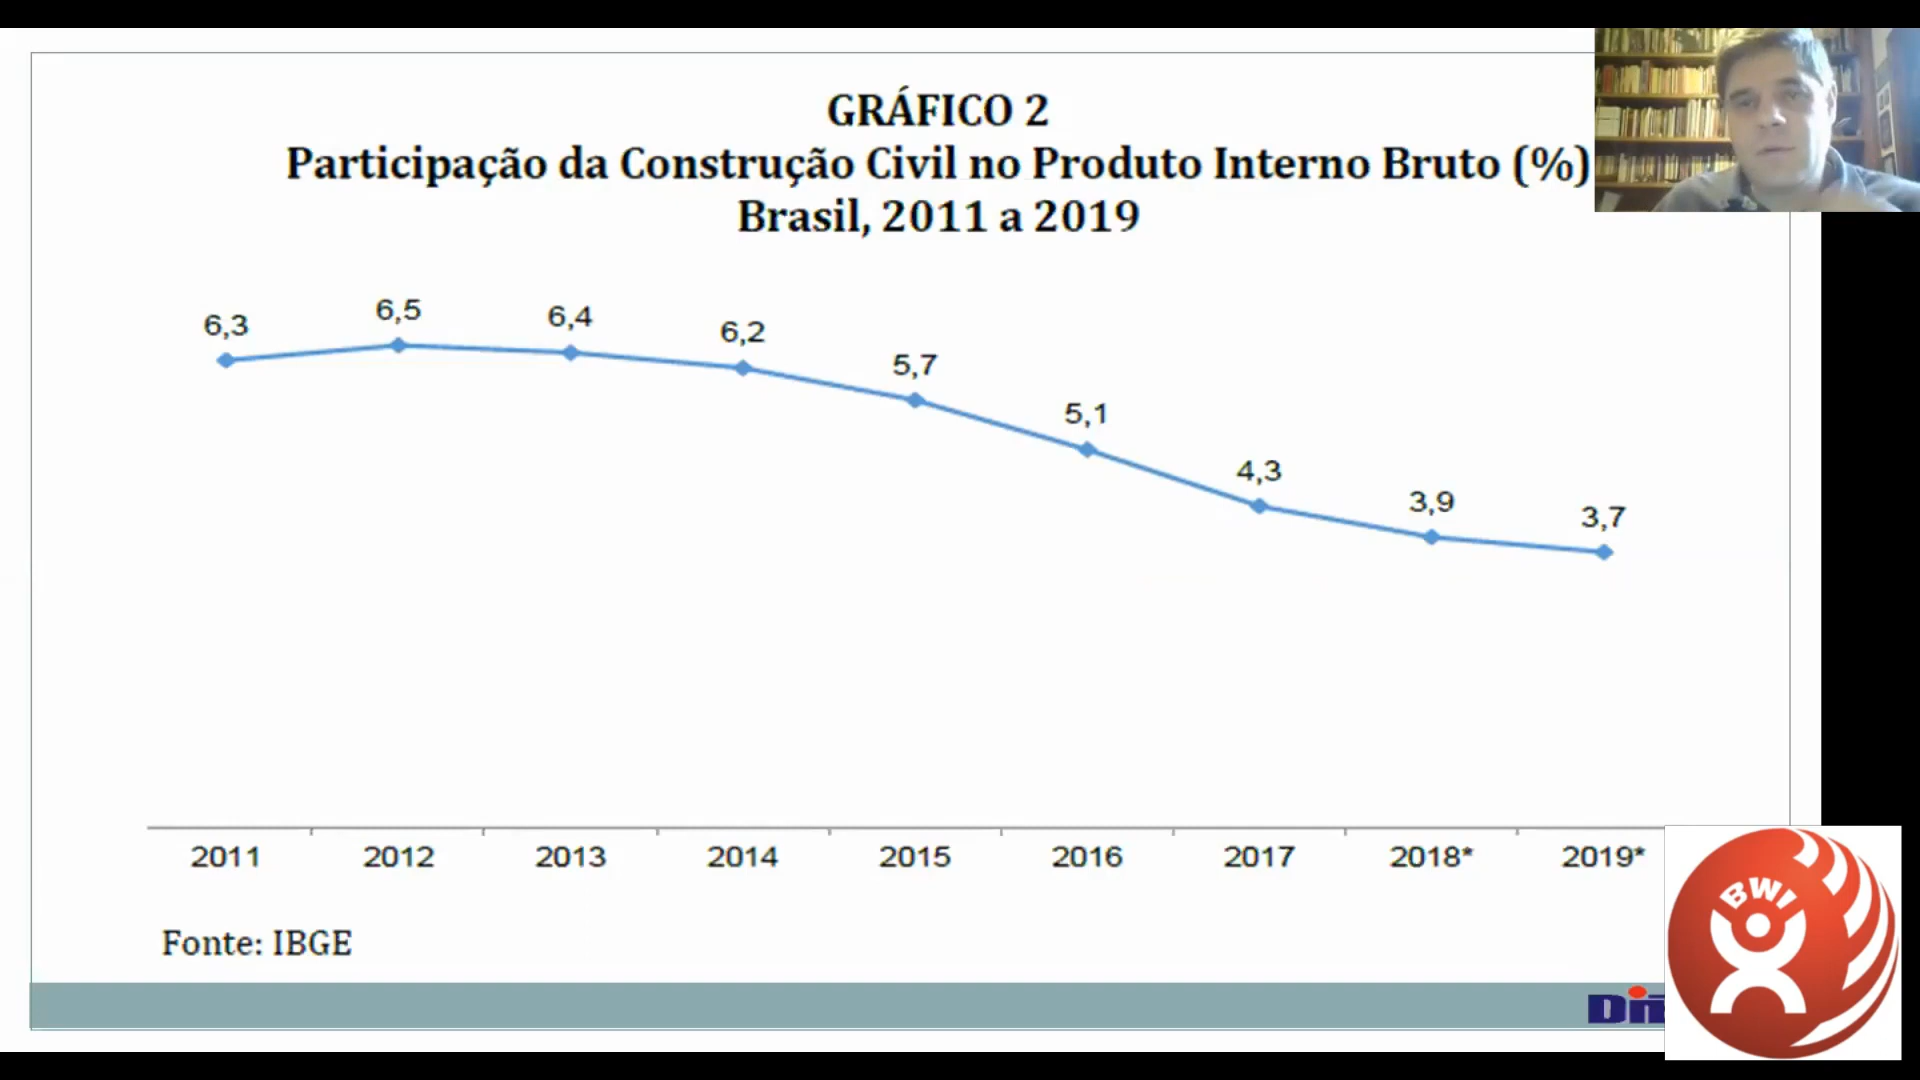 GRÁFICO 2
Participação da Construção Civil no Produto Interno Bruto (%)
Brasil, 2011 a 2019
6,3
6,5
6,4
6,2
5,7
5,1
4,3
3,9
3,7
2011 2012 2013 2014 2015 2016 2017 2018* 2019*
Fonte: IBGE
BWI